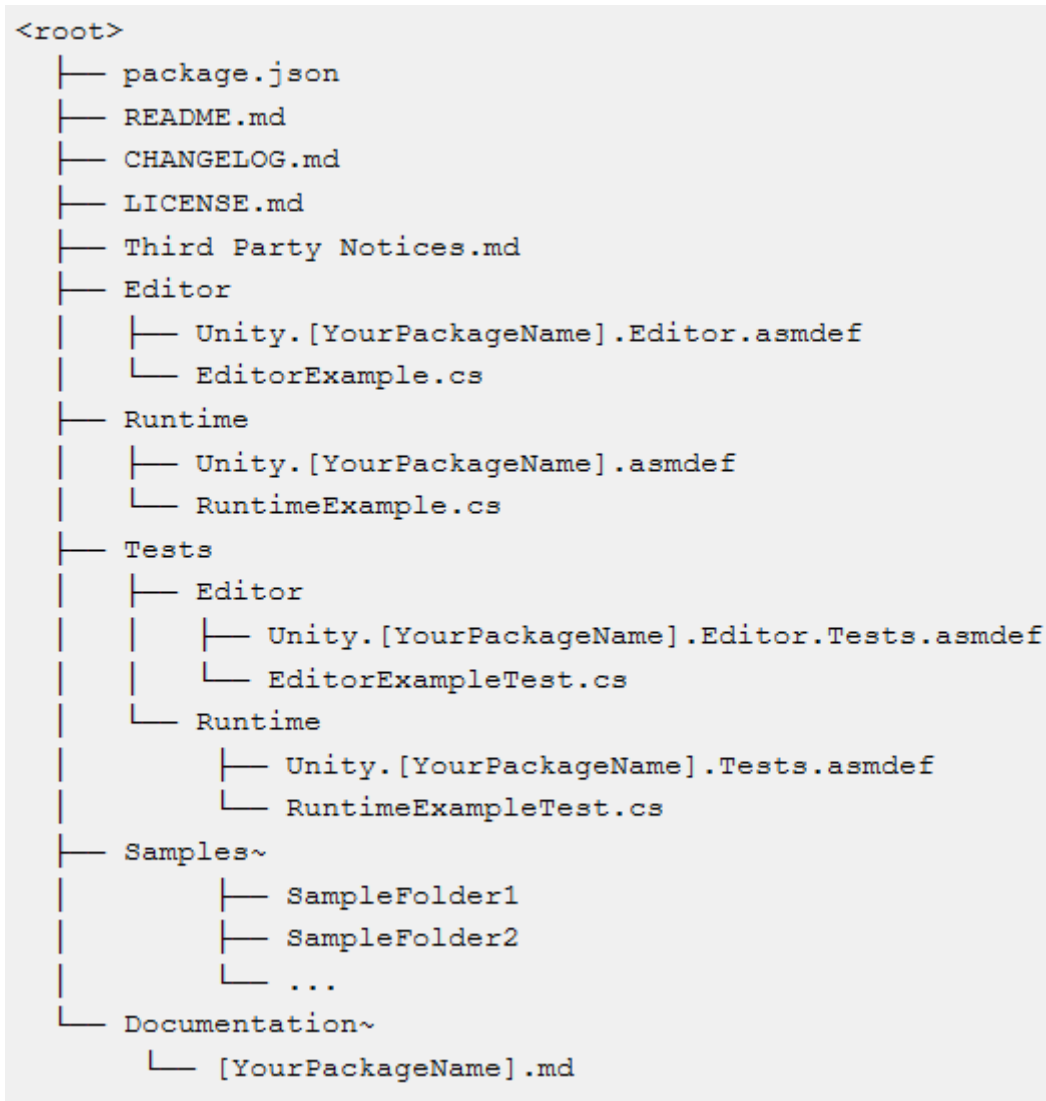 <root>
├── package.json
├── README.md
├── CHANGELOG.md
├── LICENSE.md
├── Third Party Notices.md
├── Editor
│   ├── Unity.[YourPackageName].Editor.asmdef
│   └── EditorExample.cs
├── Runtime
│   ├── Unity.[YourPackageName].asmdef
│   └── RuntimeExample.cs
├── Tests
│   ├── Editor
│   │   ├── Unity.[YourPackageName].Editor.Tests.asmdef
│   │   └── EditorExampleTest.cs
│   └── Runtime
│        ├── Unity.[YourPackageName].Tests.asmdef
│        └── RuntimeExampleTest.cs
├── Samples~
│        ├── SampleFolder1
│        ├── SampleFolder2
│        └── ...
└── Documentation~
     └── [YourPackageName].md